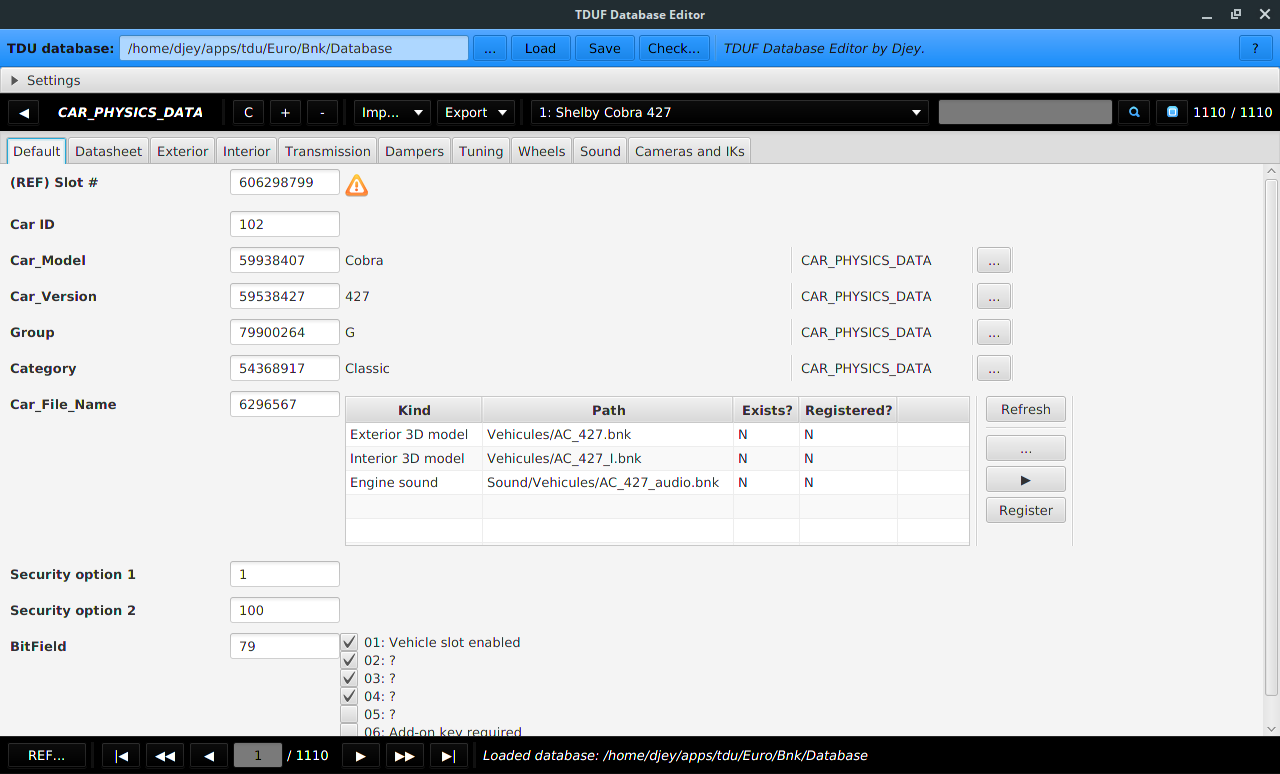 TDUF Database Editor
TDU database: /home/djey/apps/tdu/Euro/Bnk/Database ... Load Save Check... TDUF Database Editor by Djey. ?
Settings
CAR_PHYSICS_DATA C + - Imp... Export 1: Shelby Cobra 427 1110 / 1110
Default Datasheet Exterior Interior Transmission Dampers Tuning Wheels Sound Cameras and IKs
(REF) Slot # 606298799
Car ID 102
Car_Model 59938407 Cobra CAR_PHYSICS_DATA ...
Car_Version 59538427 427 CAR_PHYSICS_DATA ...
Group 79900264 G CAR_PHYSICS_DATA ...
Category 54368917 Classic CAR_PHYSICS_DATA ...
Car_File_Name 6296567
Kind Path Exists? Registered?
Exterior 3D model Vehicules/AC_427.bnk N N
Interior 3D model Vehicules/AC_427_I.bnk N N
Engine sound Sound/Vehicules/AC_427_audio.bnk N N
Refresh
...
Register
Security option 1 1
Security option 2 100
BitField 79
01: Vehicle slot enabled
02: ?
03: ?
04: ?
05: ?
06: Add-on key required
REF... 1 / 1110 Loaded database: /home/djey/apps/tdu/Euro/Bnk/Database